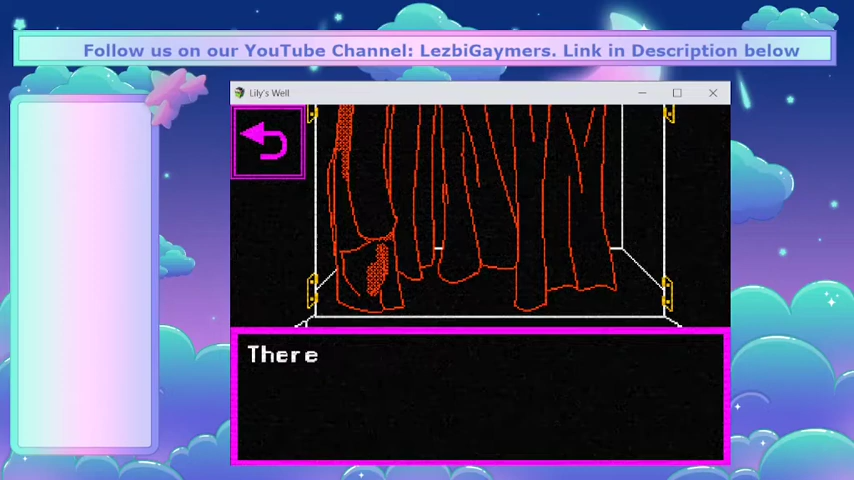 Follow us on our YouTube Channel: LezbiGaymers. Link in Description below
Lily's Well
There